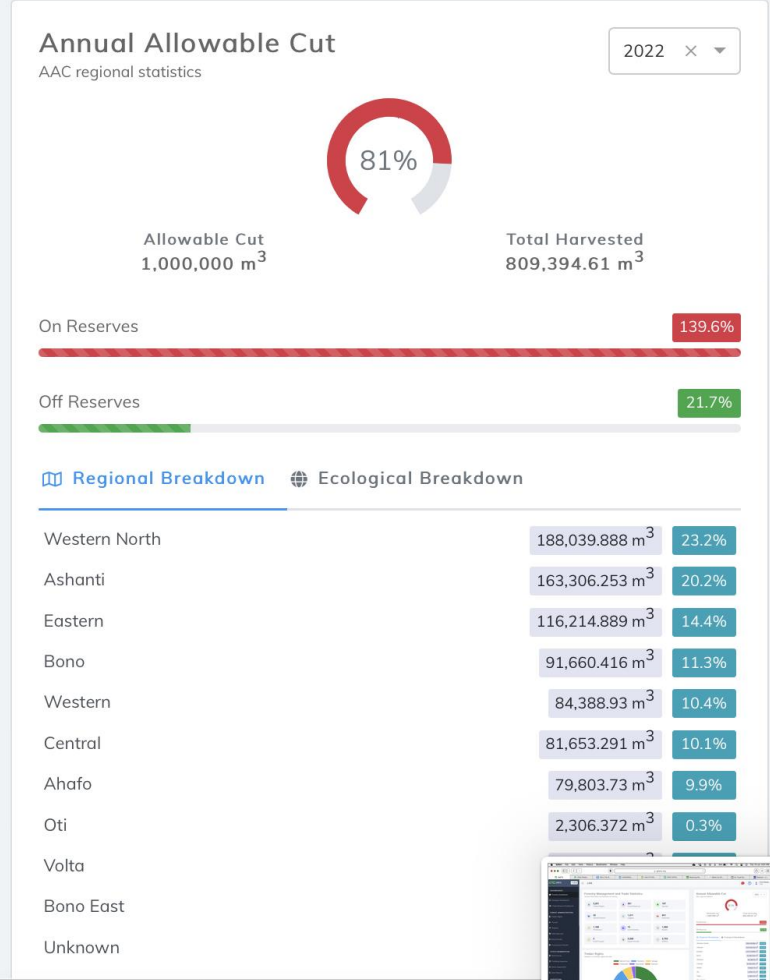 Annual Allowable Cut
AAC regional statistics
2022
81%
Allowable Cut
1,000,000 m³
Total Harvested
809,394.61 m³
On Reserves 139.6%
Off Reserves 21.7%
Regional Breakdown Ecological Breakdown
Western North 188,039.888 m³ 23.2%
Ashanti 163,306.253 m³ 20.2%
Eastern 116,214.889 m³ 14.4%
Bono 91,660.416 m³ 11.3%
Western 84,388.93 m³ 10.4%
Central 81,653.291 m³ 10.1%
Ahafo 79,803.73 m³ 9.9%
Oti 2,306.372 m³ 0.3%
Volta
Bono East
Unknown